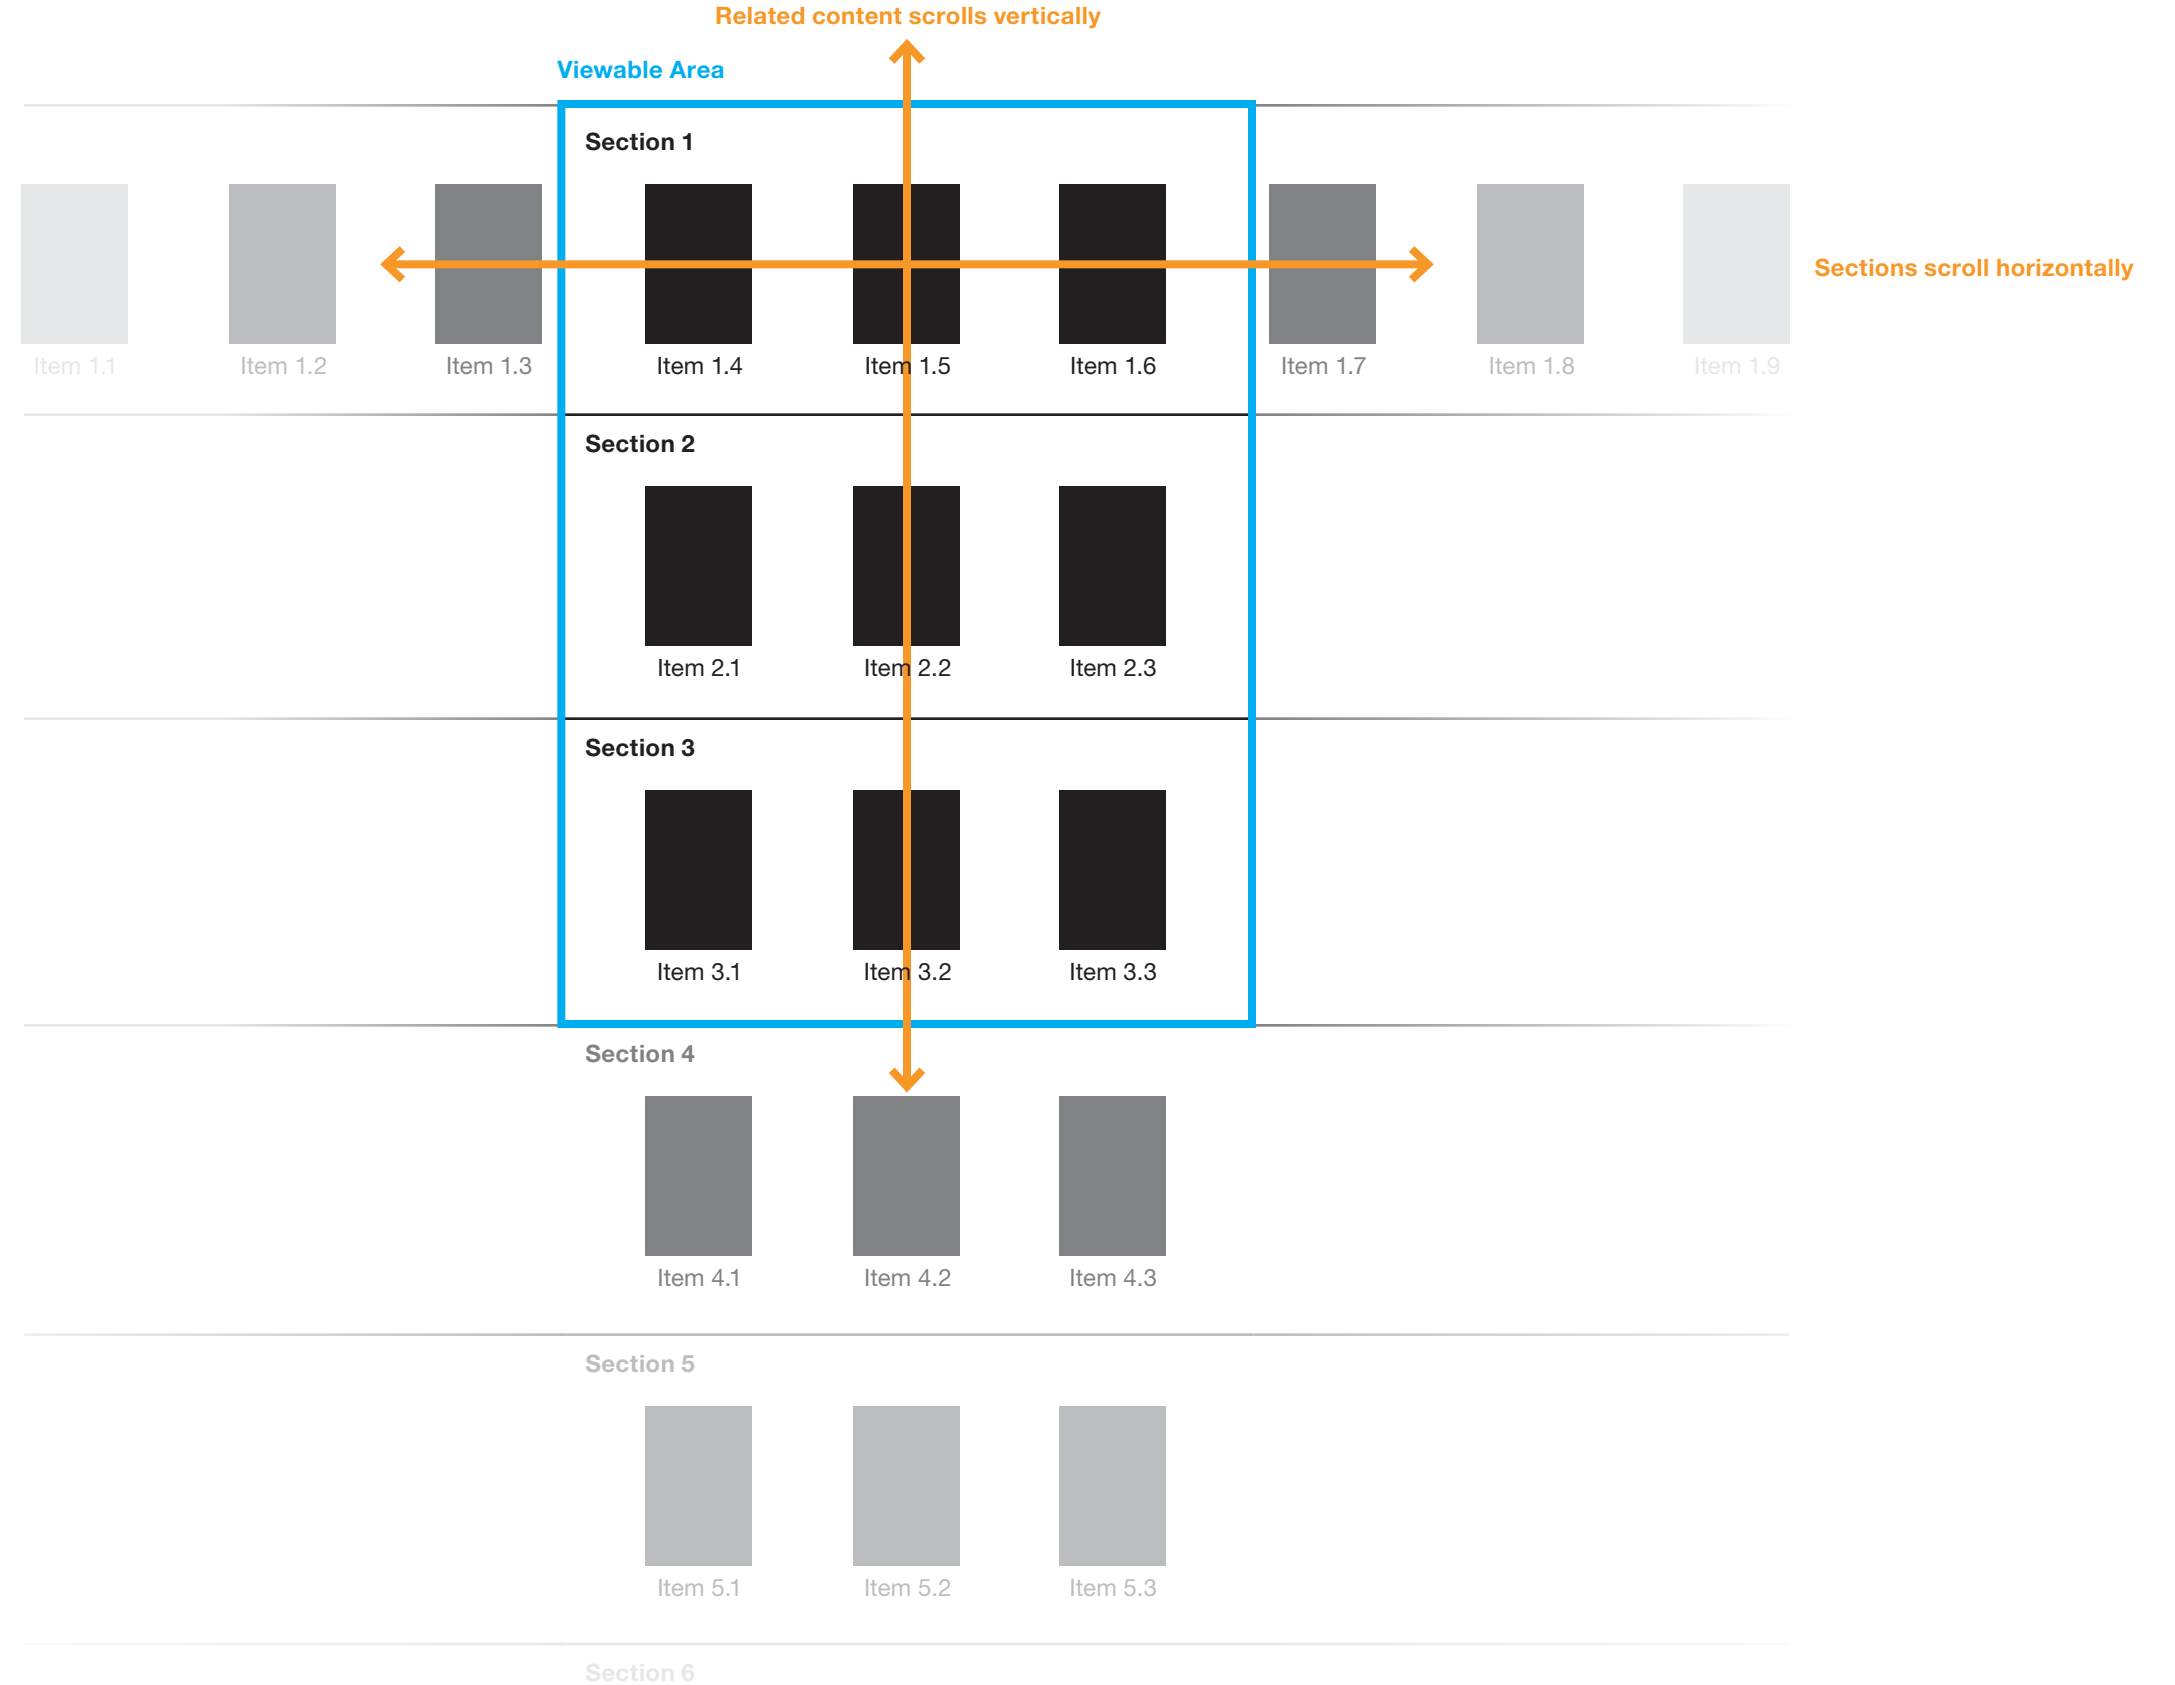 Related content scrolls vertically
Viewable Area
Section 1
Item 1.1
Item 1.2
Item 1.3
Item 1.4
Item 1.5
Item 1.6
Item 1.7
Item 1.8
Item 1.9
Sections scroll horizontally
Section 2
Item 2.1
Item 2.2
Item 2.3
Section 3
Item 3.1
Item 3.2
Item 3.3
Section 4
Item 4.1
Item 4.2
Item 4.3
Section 5
Item 5.1
Item 5.2
Item 5.3
Section 6